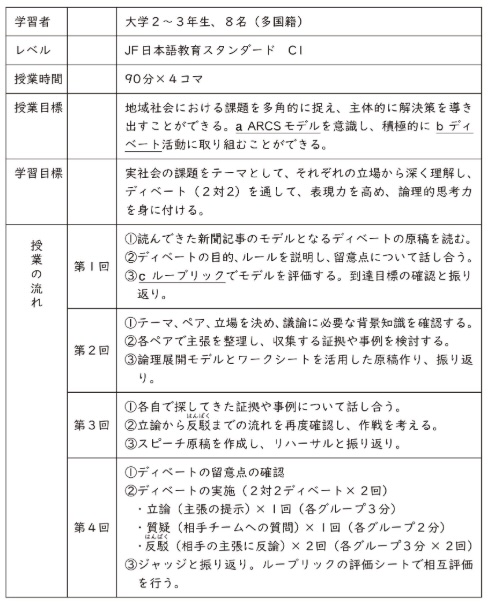 学習者 大学2～3年生、8名（多国籍）
レベル JF日本語教育スタンダード C1
授業時間 90分×4コマ
授業目標 地域社会における課題を多角的に捉え、主体的に解決策を導き
出すことができる。a ARCSモデルを意識し、積極的に b ディ
ベート活動に取り組むことができる。
学習目標 実社会の課題をテーマとして、それぞれの立場から深く理解し、
ディベート（2対2）を通して、表現力を高め、論理的思考力
を身に付ける。
授業の流れ
第1回 ①読んできた新聞記事のモデルとなるディベートの原稿を読む。
②ディベートの目的、ルールを説明し、留意点について話し合う。
③c ルーブリックでモデルを評価する。到達目標の確認と振り
返り。
第2回 ①テーマ、ペア、立場を決め、議論に必要な背景知識を確認する。
②各ペアで主張を整理し、収集する証拠や事例を検討する。
③論理展開モデルとワークシートを活用した原稿作り、振り返
り。
第3回 ①各自で探してきた証拠や事例について話し合う。
はんばく
②立論から反駁までの流れを再度確認し、作戦を考える。
③スピーチ原稿を作成し、リハーサルと振り返り。
第4回 ①ディベートの留意点の確認
②ディベートの実施（2対2ディベート×2回）
・立論（主張の提示）×1回（各グループ3分）
・質疑（相手チームへの質問）×1回（各グループ2分）
はんばく
・反駁（相手の主張に反論）×2回（各グループ3分×2回）
③ジャッジと振り返り。ルーブリックの評価シートで相互評価
を行う。